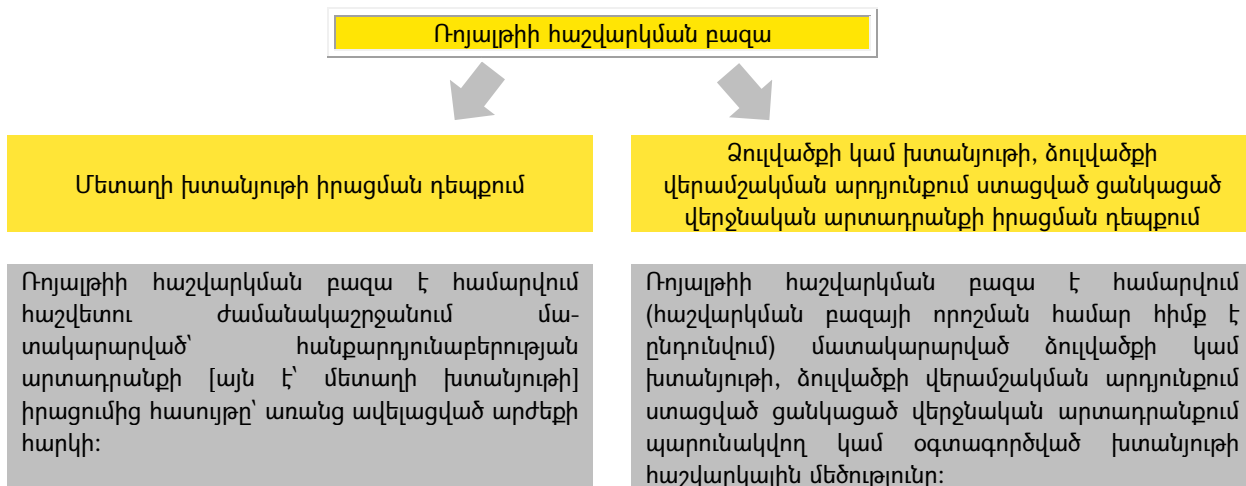 Ռոյալթիի հաշվարկման բազա
Մետաղի խտանյութի իրացման դեպքում
Ձուլվածքի կամ խտանյութի, ձուլվածքի
վերամշակման արդյունքում ստացված ցանկացած
վերջնական արտադրանքի իրացման դեպքում
Ռոյալթիի հաշվարկման բազա է համարվում
հաշվետու ժամանակաշրջանում մա-
տակարարված՝ հանքարդյունաբերության
արտադրանքի [այն է՝ մետաղի խտանյութի]
իրացումից հասույթը՝ առանց ավելացված արժեքի
հարկի:
Ռոյալթիի հաշվարկման բազա է համարվում
(հաշվարկման բազայի որոշման համար հիմք է
ընդունվում) մատակարարված ձուլվածքի կամ
խտանյութի, ձուլվածքի վերամշակման արդյունքում
ստացված ցանկացած վերջնական արտադրանքում
պարունակվող կամ օգտագործված խտանյութի
հաշվարկային մեծությունը: